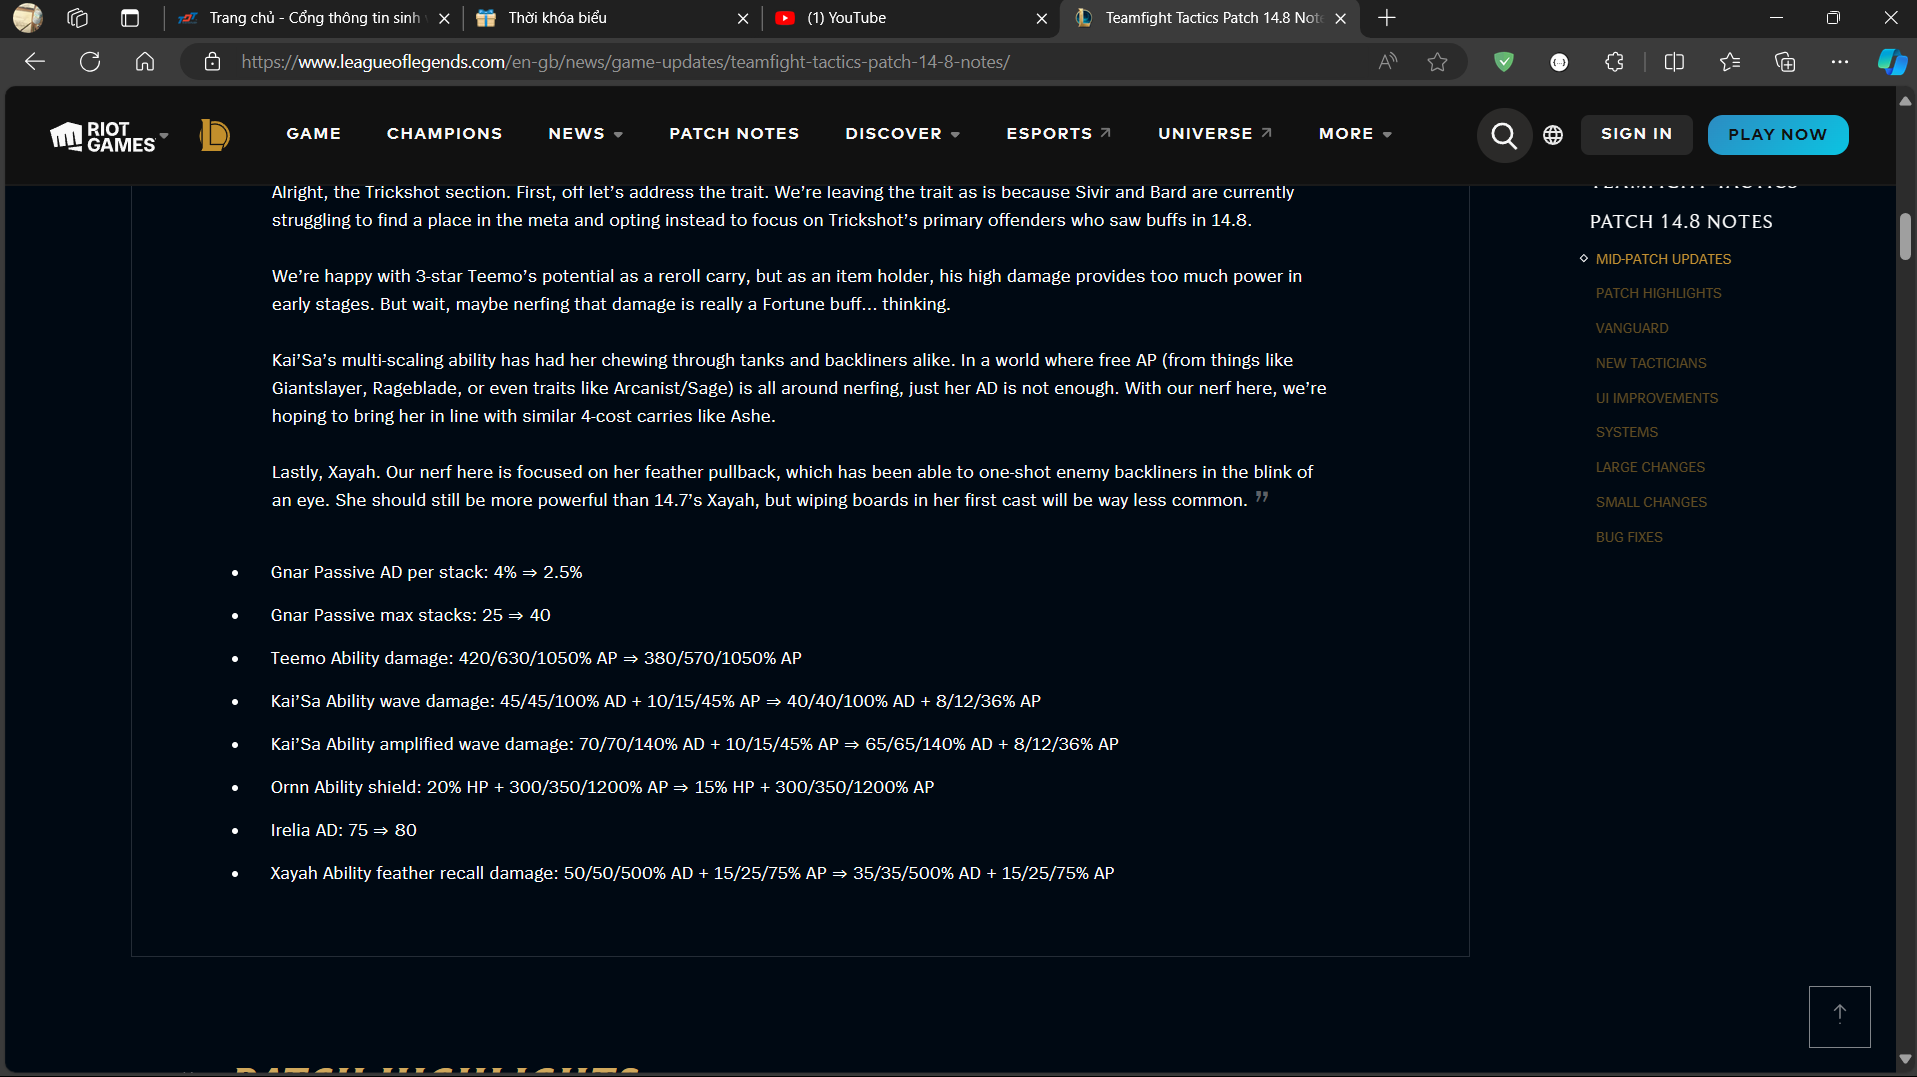 Trang chủ - Cổng thông tin sinh
Thời khóa biểu
(1) YouTube
Teamfight Tactics Patch 14.8 Not
https://www.leagueoflegends.com/en-gb/news/game-updates/teamfight-tactics-patch-14-8-notes/
RIOT
GAMES
GAME
CHAMPIONS
NEWS
PATCH NOTES
DISCOVER
ESPORTS
UNIVERSE
MORE
SIGN IN
PLAY NOW
Alright, the Trickshot section. First, off let’s address the trait. We’re leaving the trait as is because Sivir and Bard are currently
struggling to find a place in the meta and opting instead to focus on Trickshot’s primary offenders who saw buffs in 14.8.
We’re happy with 3-star Teemo’s potential as a reroll carry, but as an item holder, his high damage provides too much power in
early stages. But wait, maybe nerfing that damage is really a Fortune buff… thinking.
Kai’Sa’s multi-scaling ability has had her chewing through tanks and backliners alike. In a world where free AP (from things like
Giantslayer, Rageblade, or even traits like Arcanist/Sage) is all around nerfing, just her AD is not enough. With our nerf here, we’re
hoping to bring her in line with similar 4-cost carries like Ashe.
Lastly, Xayah. Our nerf here is focused on her feather pullback, which has been able to one-shot enemy backliners in the blink of
an eye. She should still be more powerful than 14.7’s Xayah, but wiping boards in her first cast will be way less common. ”
• Gnar Passive AD per stack: 4% ⇒ 2.5%
• Gnar Passive max stacks: 25 ⇒ 40
• Teemo Ability damage: 420/630/1050% AP ⇒ 380/570/1050% AP
• Kai’Sa Ability wave damage: 45/45/100% AD + 10/15/45% AP ⇒ 40/40/100% AD + 8/12/36% AP
• Kai’Sa Ability amplified wave damage: 70/70/140% AD + 10/15/45% AP ⇒ 65/65/140% AD + 8/12/36% AP
• Ornn Ability shield: 20% HP + 300/350/1200% AP ⇒ 15% HP + 300/350/1200% AP
• Irelia AD: 75 ⇒ 80
• Xayah Ability feather recall damage: 50/50/500% AD + 15/25/75% AP ⇒ 35/35/500% AD + 15/25/75% AP
PATCH HIGHLIGHTS
TEAMFIGHT TACTICS
PATCH 14.8 NOTES
MID-PATCH UPDATES
PATCH HIGHLIGHTS
VANGUARD
NEW TACTICIANS
UI IMPROVEMENTS
SYSTEMS
LARGE CHANGES
SMALL CHANGES
BUG FIXES